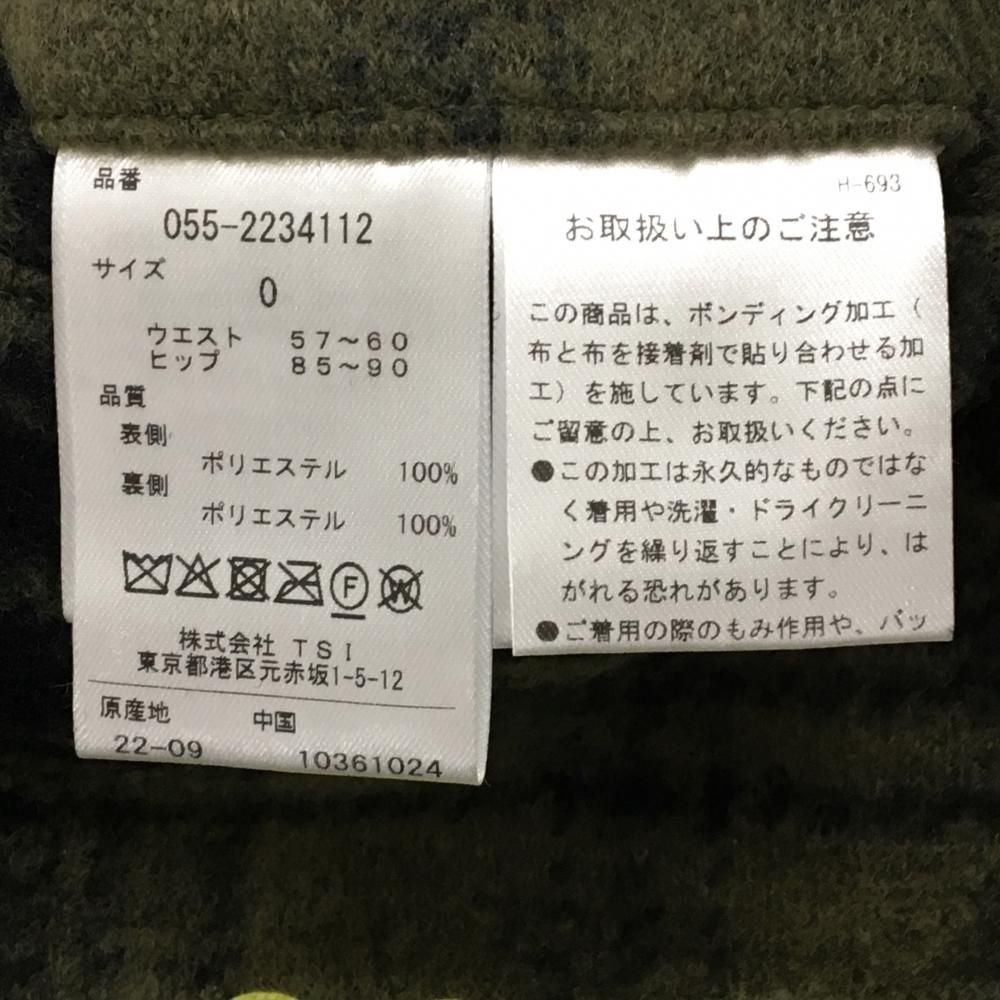 品番
055-2234112
サイズ
0
ウエスト 57〜60
ヒップ 85〜90
品質
表側
ポリエステル 100%
裏側
ポリエステル 100%
F
W
株式会社 TSI
東京都港区元赤坂1-5-12
原産地 中国
22-09 10361024
H-693
お取扱い上のご注意
この商品は、ボンディング加工（
布と布を接着剤で貼り合わせる加
工）を施しています。下記の点に
ご留意の上、お取扱いください。
●この加工は永久的なものではな
く着用や洗濯・ドライクリーニ
ングを繰り返すことにより、は
がれる恐れがあります。
●ご着用の際のもみ作用や、バッ